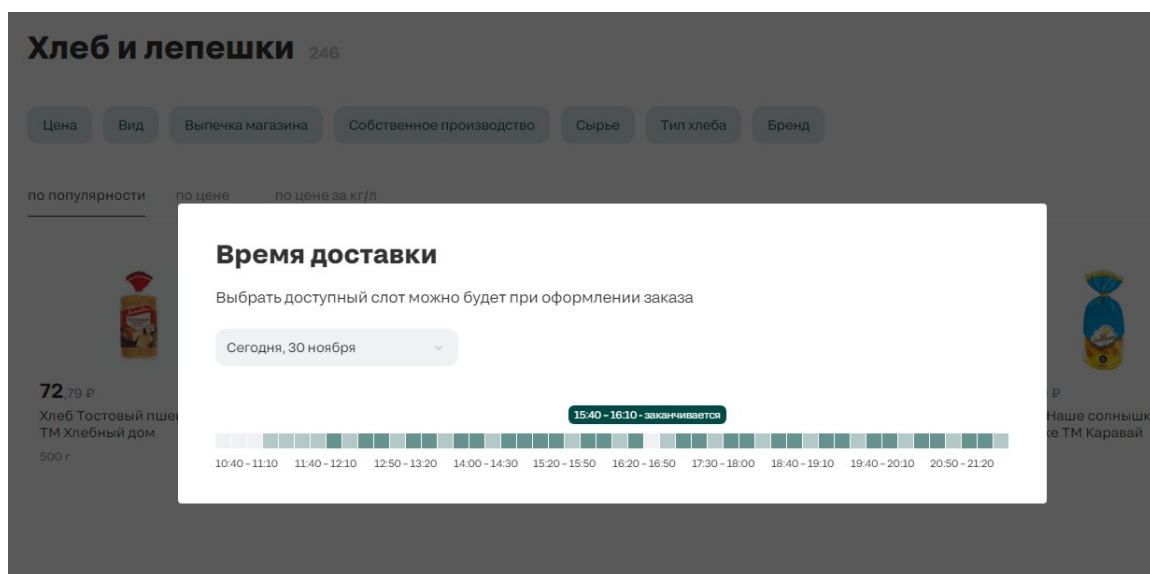 Хлеб и лепешки 246
Цена Вид Выпечка магазина Собственное производство Сырье Тип хлеба Бренд
по популярности по цене по цене за кг/л
Время доставки
Выбрать доступный слот можно будет при оформлении заказа
Сегодня, 30 ноября
72,79 ₽
₽
15:40 – 16:10 - заканчивается
Хлеб Тостовый пше
Наше солнышк
ТМ Хлебный дом
ке ТМ Каравай
500 г
10:40 – 11:10 11:40 – 12:10 12:50 – 13:20 14:00 – 14:30 15:20 – 15:50 16:20 – 16:50 17:30 – 18:00 18:40 – 19:10 19:40 – 20:10 20:50 – 21:20